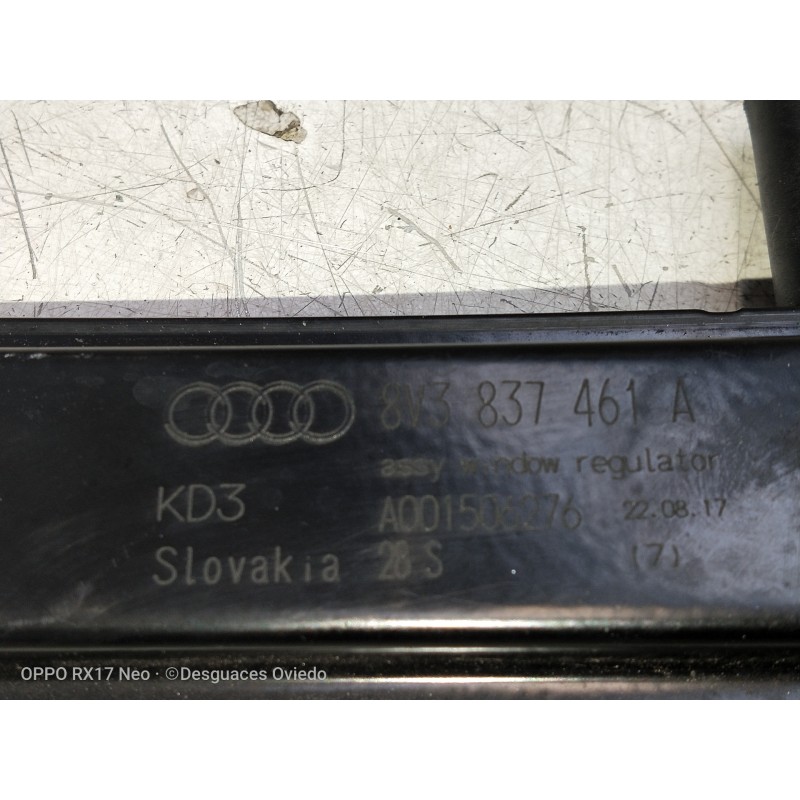 8V3 837 461 A
assy window regulator
KD3 A001506276 22.08.17
Slovakia 28 S (7)
OPPO RX17 Neo · ©Desguaces Oviedo